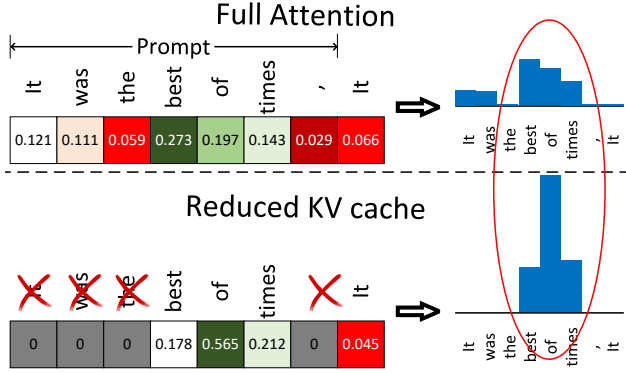 Full Attention
Prompt
It was the best of times , It
0.121 0.111 0.059 0.273 0.197 0.143 0.029 0.066
It was the best of times , It
Reduced KV cache
It was the best of times It
0 0 0 0.178 0.565 0.212 0 0.045
It was the best of times , It